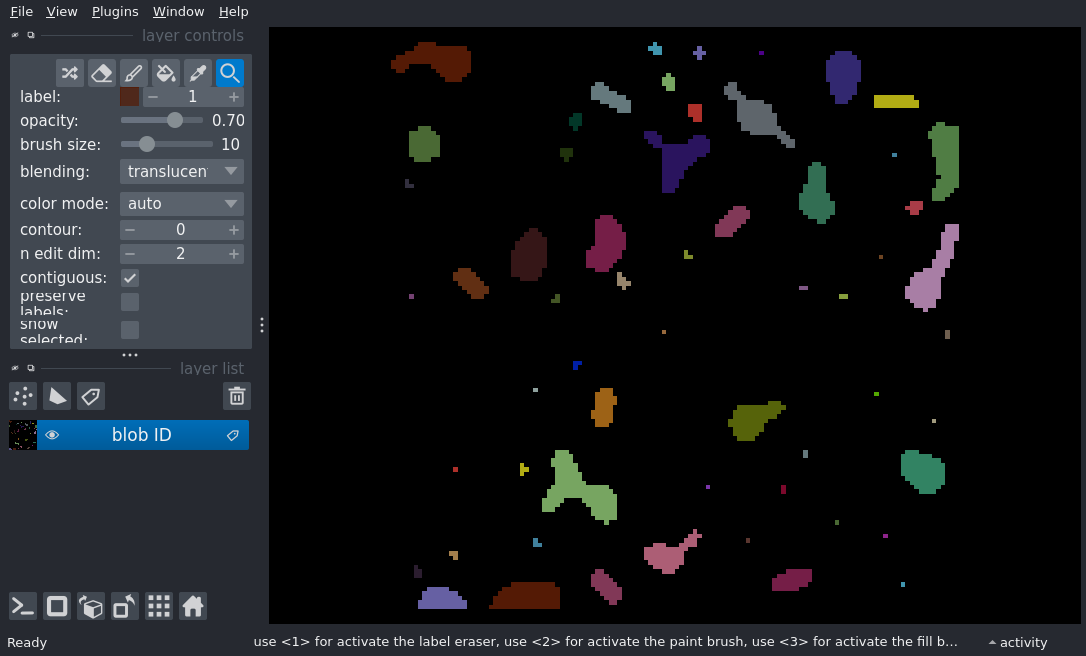 File View Plugins Window Help
layer controls
label: 1
opacity: 0.70
brush size: 10
blending: translucen
color mode: auto
contour: 0
n edit dim: 2
contiguous:
preserve
labels:
show
selected:
layer list
blob ID
Ready use <1> for activate the label eraser, use <2> for activate the paint brush, use <3> for activate the fill b... activity